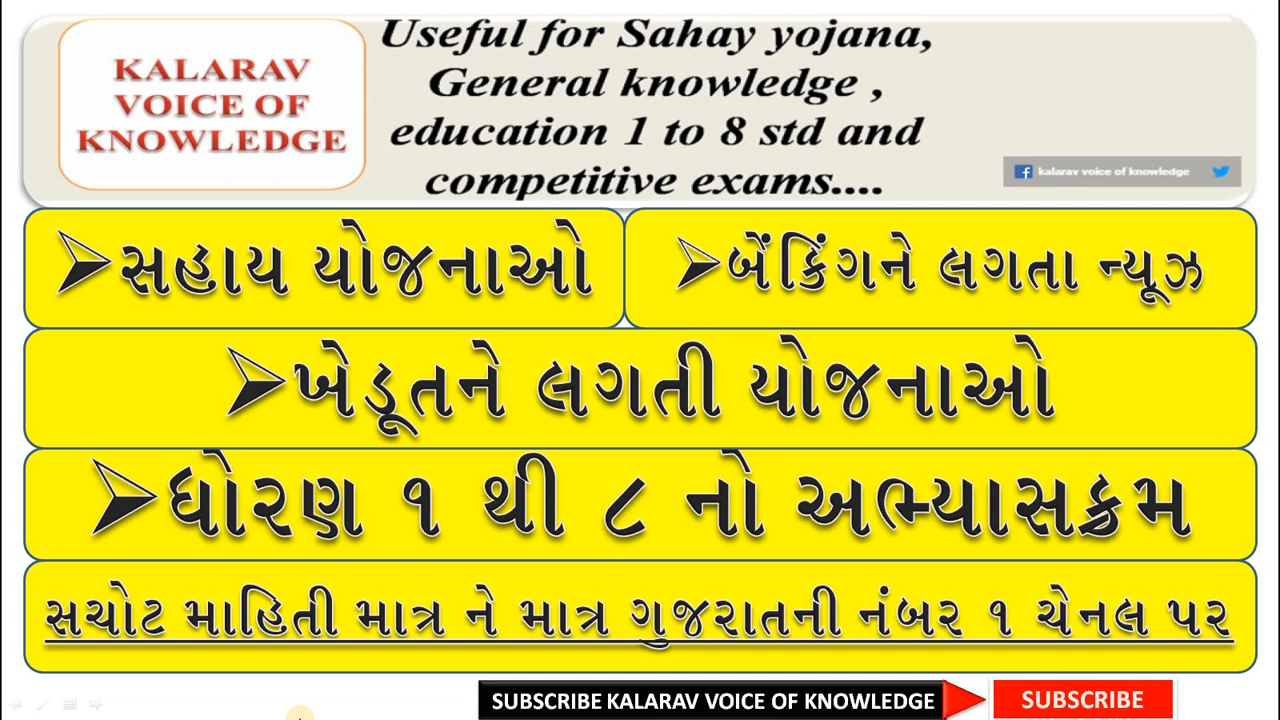 KALARAV
VOICE OF
KNOWLEDGE
Useful for Sahay yojana,
General knowledge ,
education 1 to 8 std and
competitive exams....
kalarav voice of knowledge
➤સહાય યોજનાઓ
➤બેંકિંગને લગતા ન્યૂઝ
➤ખેડૂતને લગતી યોજનાઓ
➤ધોરણ ૧ થી ૮ નો અભ્યાસક્રમ
સચોટ માહિતી માત્ર ને માત્ર ગુજરાતની નંબર ૧ ચેનલ પર
SUBSCRIBE KALARAV VOICE OF KNOWLEDGE
SUBSCRIBE